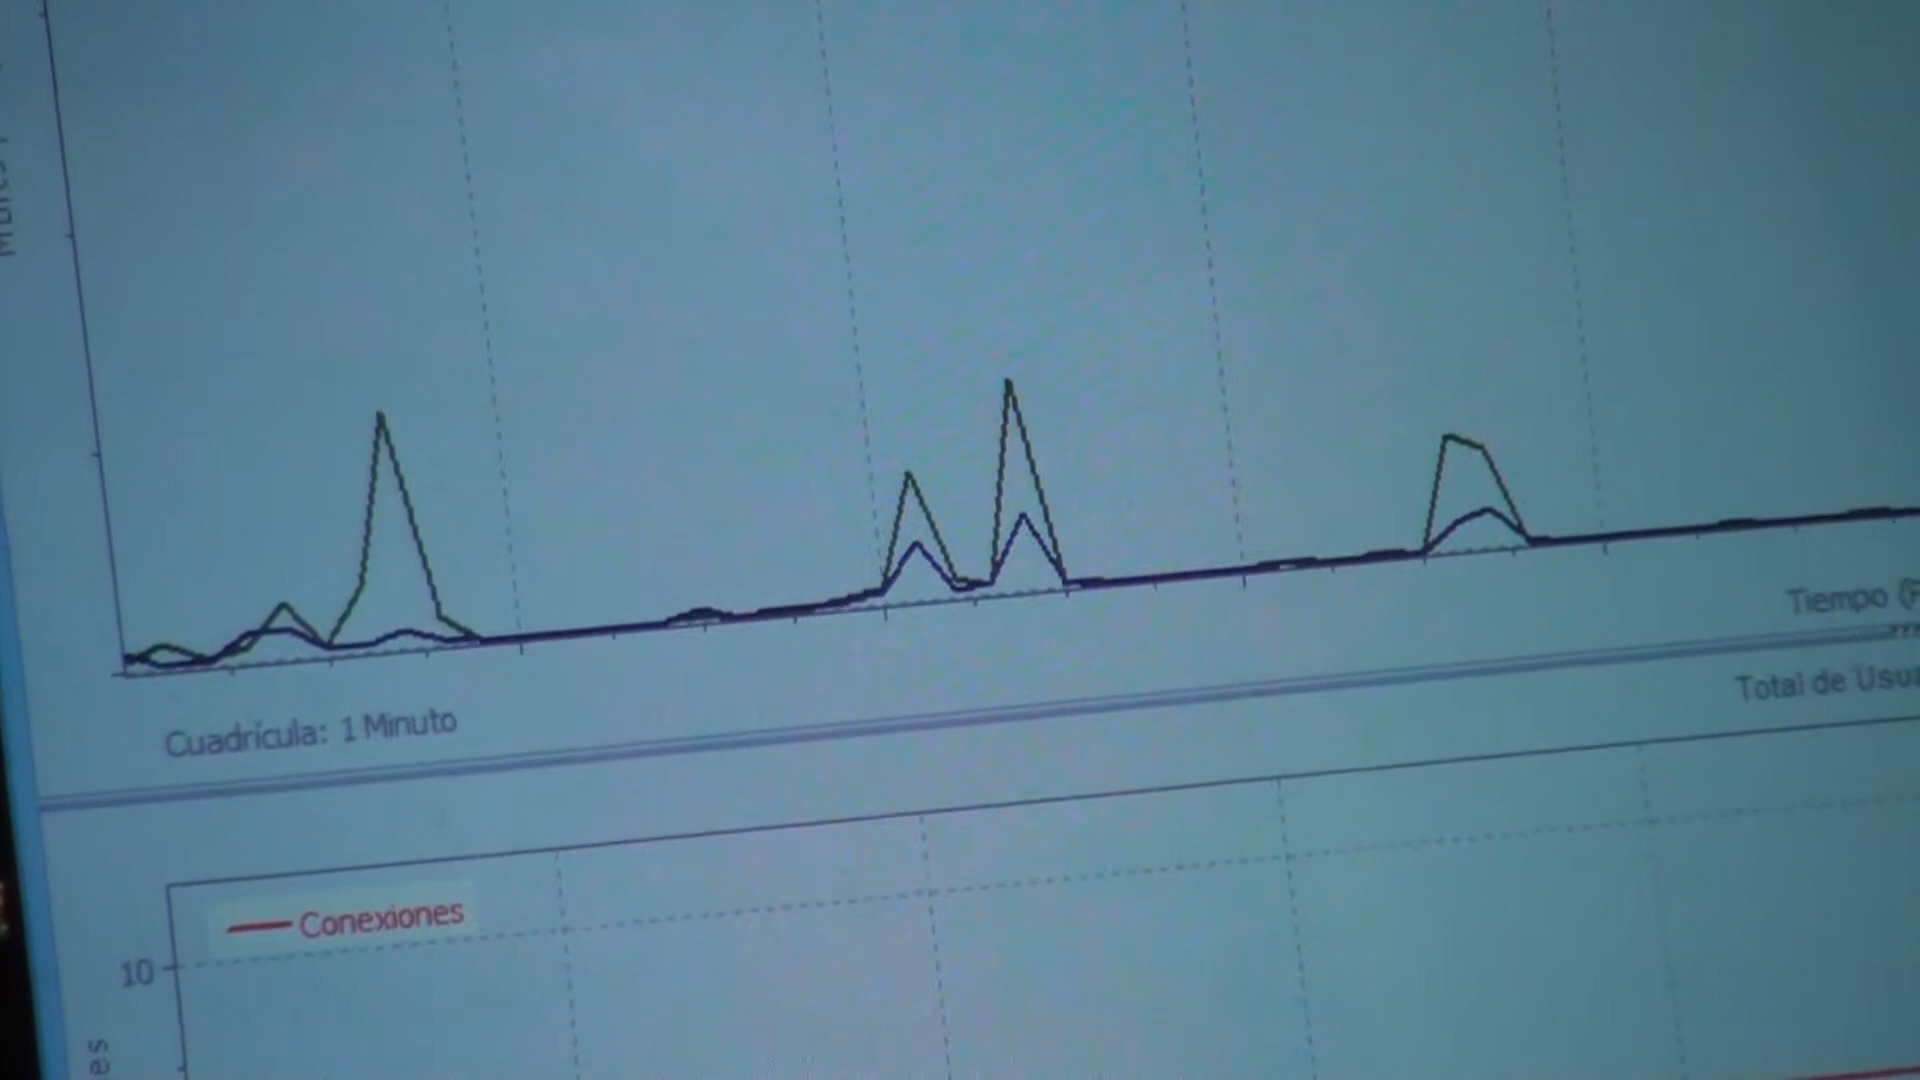 Tiempo
Cuadrícula: 1 Minuto
Total de
Conexiones
10